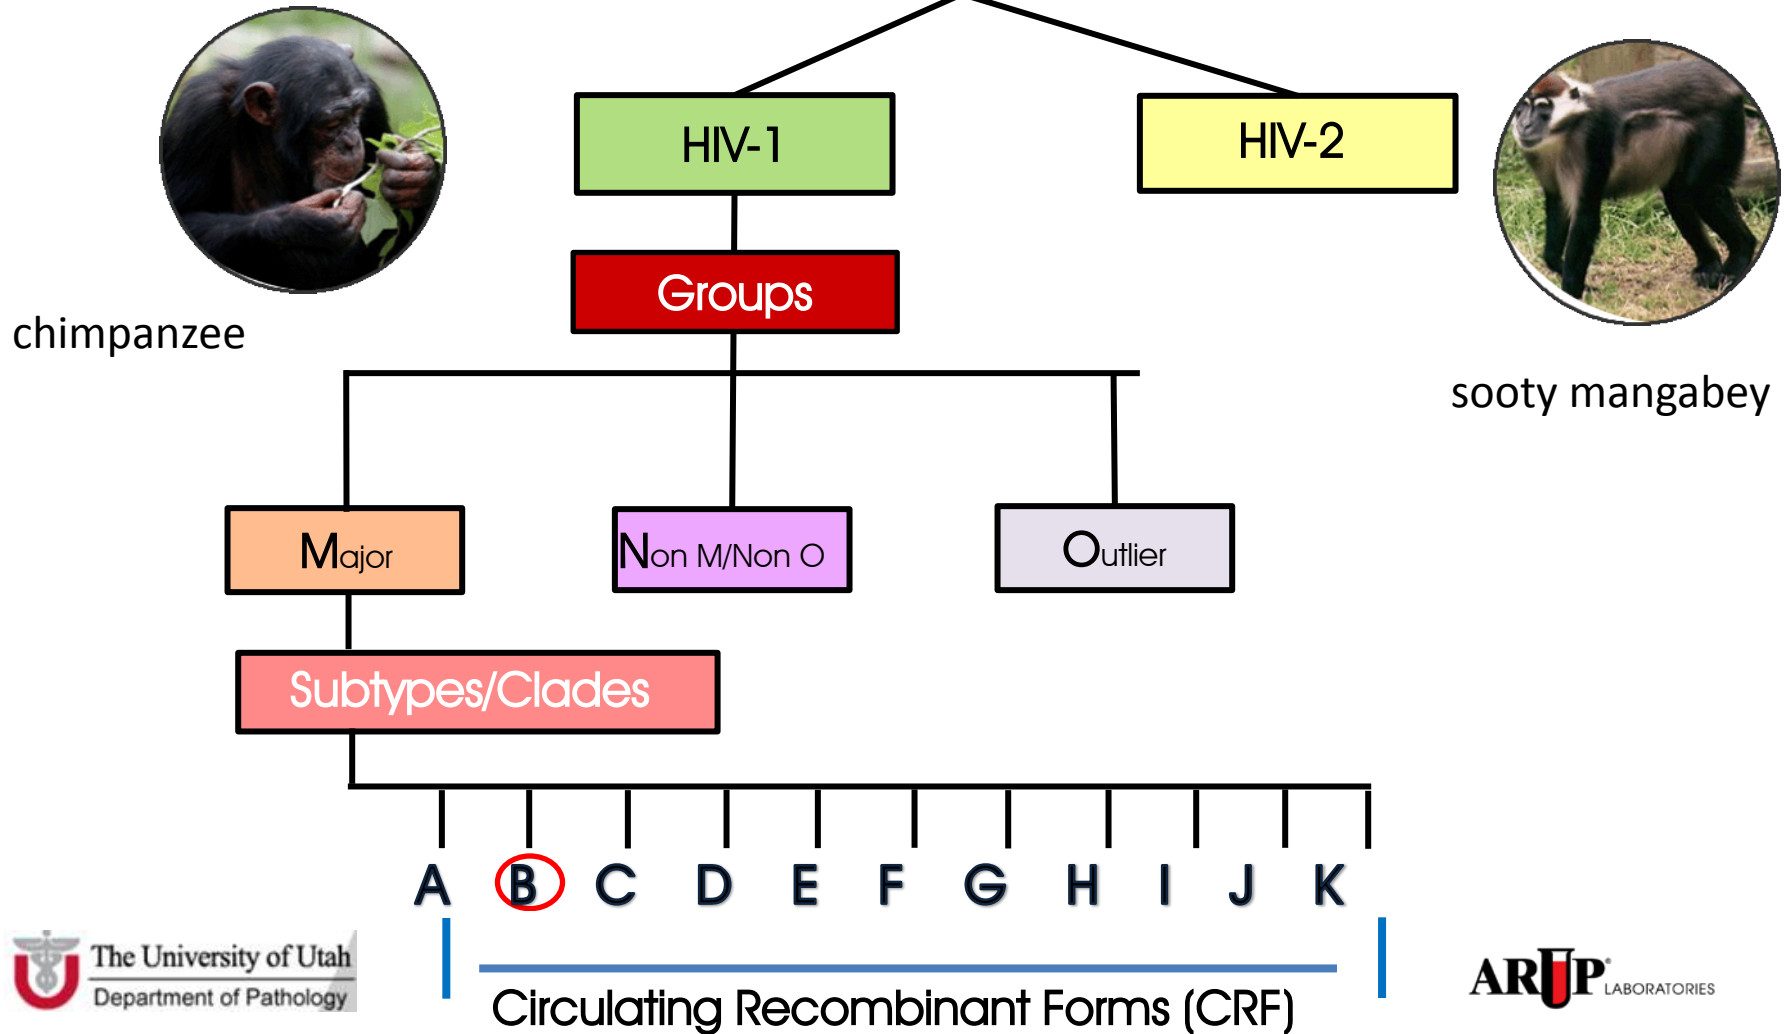 HIV-1
HIV-2
Groups
chimpanzee
sooty mangabey
Major
Non M/Non O
Outlier
Subtypes/Clades
A B C D E F G H I J K
The University of Utah
Department of Pathology
Circulating Recombinant Forms (CRF)
ARUP LABORATORIES